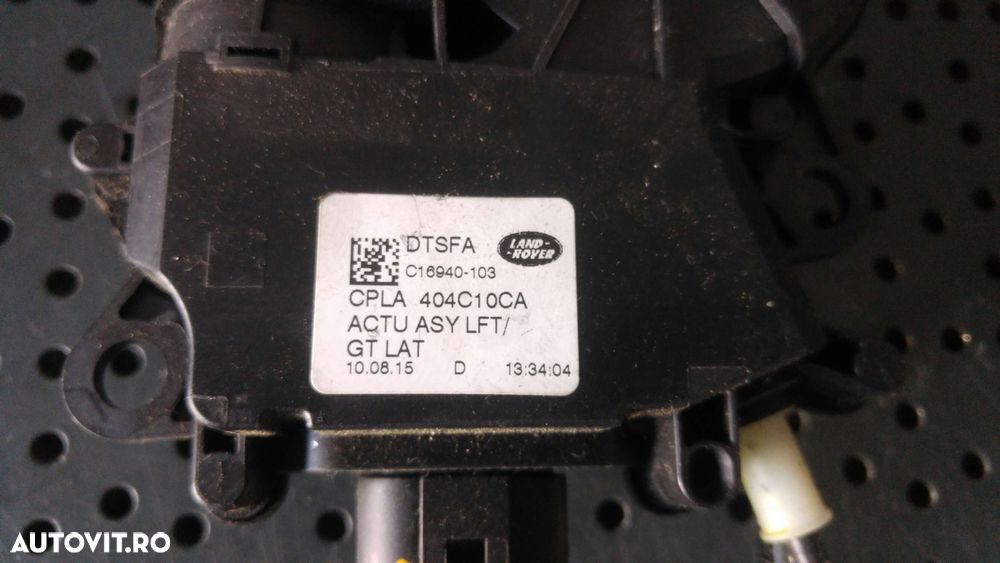 DTSFA
LAND-
-ROVER
C16940-103
CPLA 404C10CA
ACTU ASY LFT/
GT LAT
10.08.15 D 13:34:04
AUTOVIT.RO